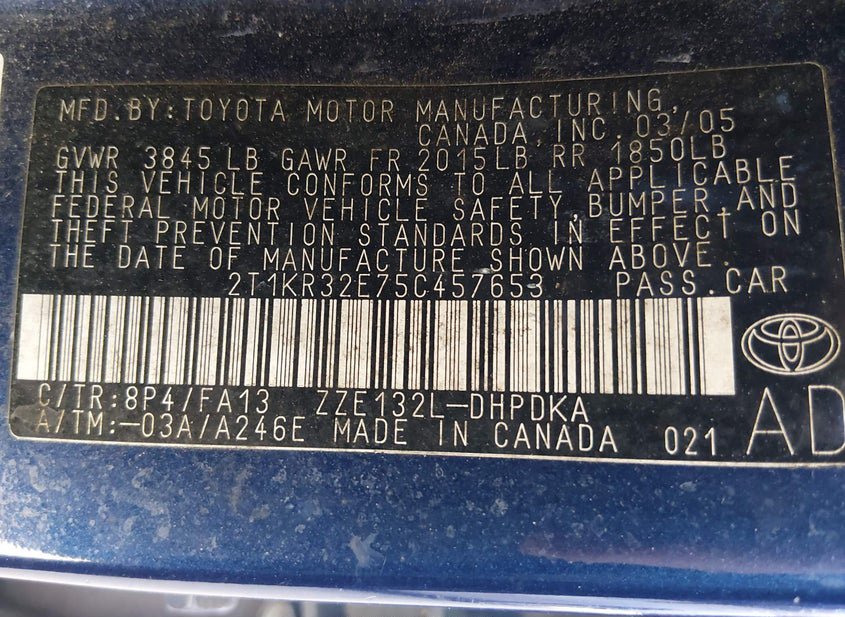 MFD.BY:TOYOTA MOTOR MANUFACTURING,
CANADA,INC. 03/05
GVWR 3845LB GAWR FR 2015LB RR 1850LB
THIS VEHICLE CONFORMS TO ALL APPLICABLE
FEDERAL MOTOR VEHICLE SAFETY,BUMPER,AND
THEFT PREVENTION STANDARDS IN EFFECT ON
THE DATE OF MANUFACTURE SHOWN ABOVE.
2T1KR32E75C457653 PASS.CAR
C/TR:8P4/FA13 ZZE132L-DHPDKA
A/TM:-03A/A246E MADE IN CANADA 021 AD